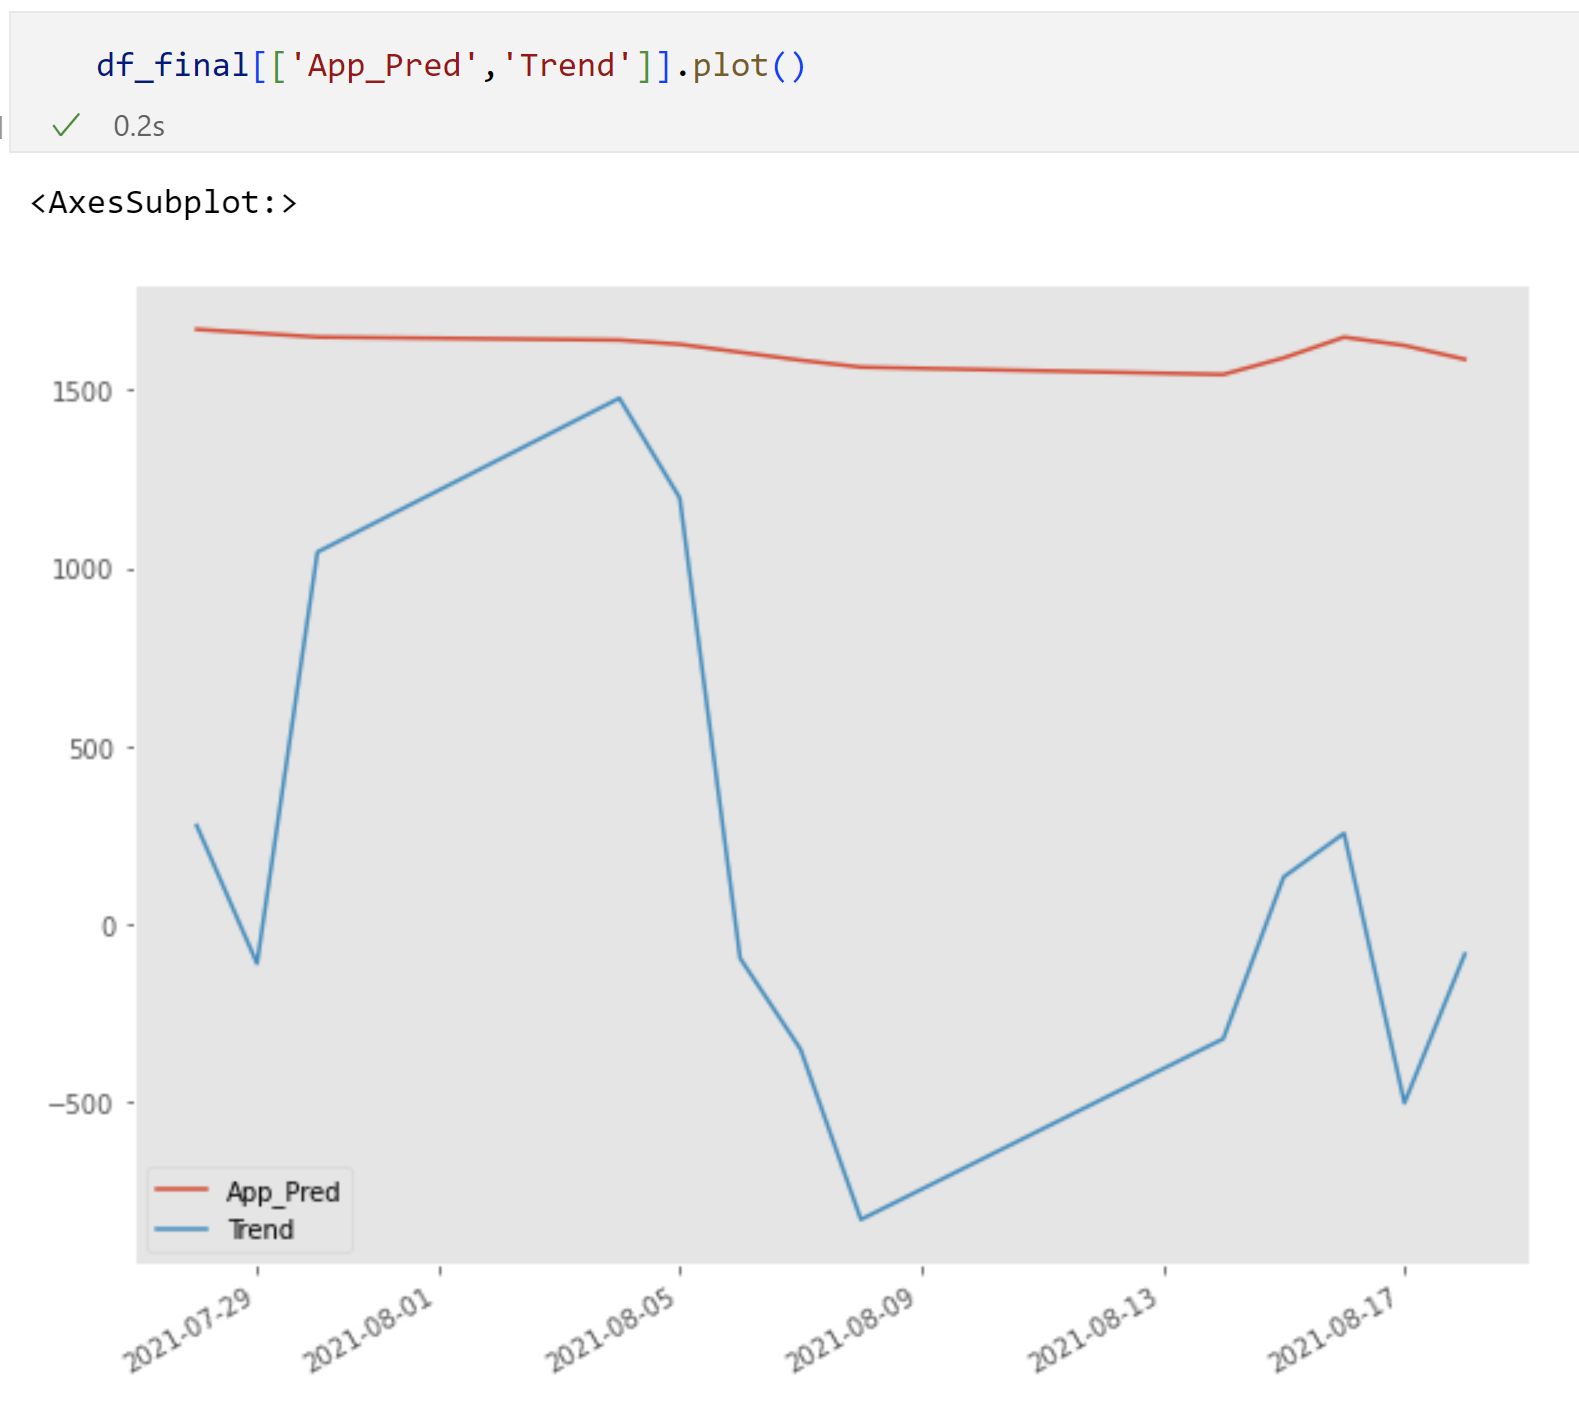 df_final[['App_Pred','Trend']].plot()
0.2s
<AxesSubplot:>
1500
1000
500
0
−500
App_Pred
Trend
2021-07-29
2021-08-01
2021-08-05
2021-08-09
2021-08-13
2021-08-17